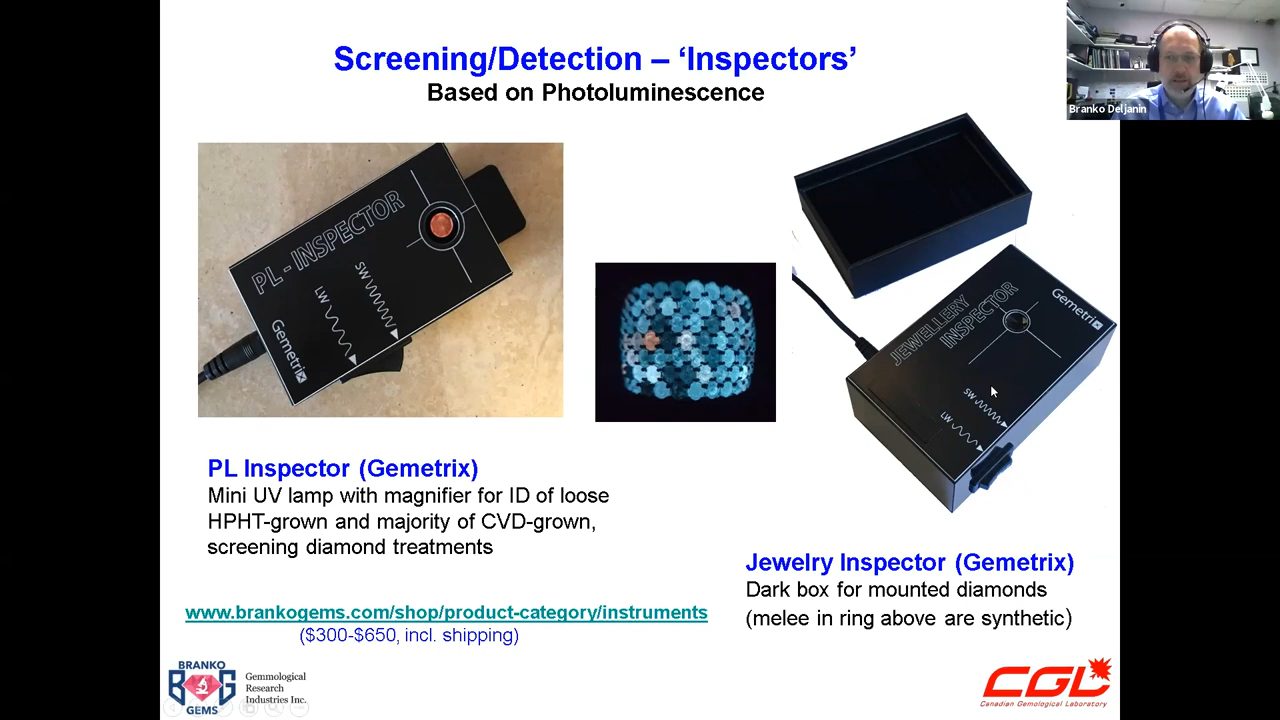 Screening/Detection – ‘Inspectors’
Based on Photoluminescence
Branko Deljanin
PL - INSPECTOR
SW
LW
Gemetrix
JEWELLERY
INSPECTOR
Gemetrix
SW
LW
PL Inspector (Gemetrix)
Mini UV lamp with magnifier for ID of loose
HPHT-grown and majority of CVD-grown,
screening diamond treatments
Jewelry Inspector (Gemetrix)
Dark box for mounted diamonds
(melee in ring above are synthetic)
www.brankogems.com/shop/product-category/instruments
($300-$650, incl. shipping)
BRANKO
GEMS
Gemmological
Research
Industries Inc.
CGL
Canadian Gemological Laboratory